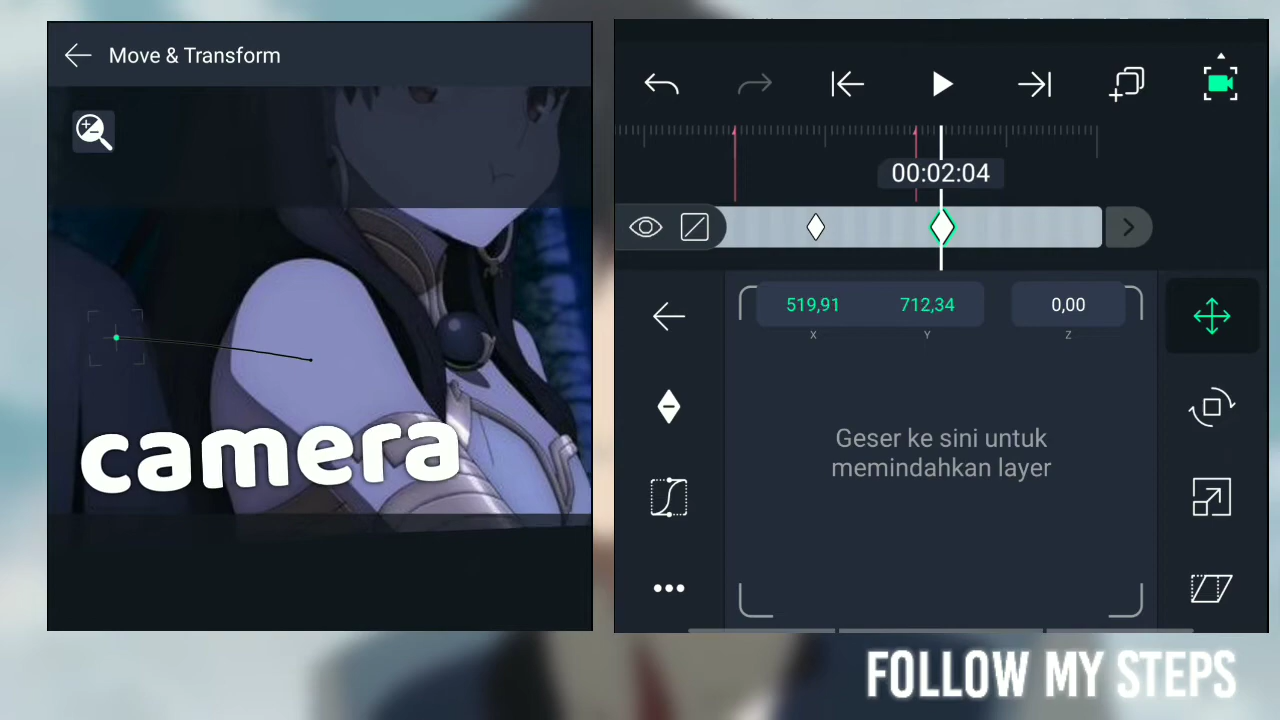 Move & Transform
camera
00:02:04
519,91 712,34 0,00
X Y Z
Geser ke sini untuk
memindahkan layer
FOLLOW MY STEPS